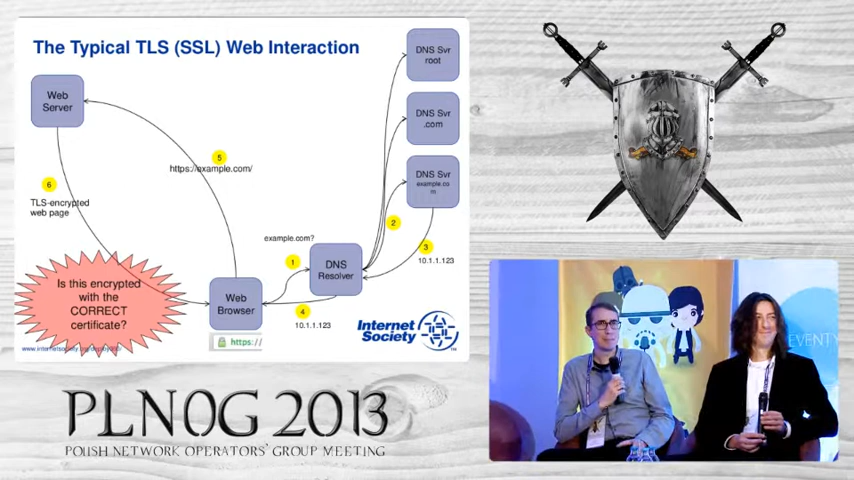 The Typical TLS (SSL) Web Interaction
DNS Svr
root
Web
Server
DNS Svr
.com
5
https://example.com/
DNS Svr
example.co
m
6
TLS-encrypted
web page
2
example.com?
3
1
10.1.1.123
DNS
Resolver
Is this encrypted
with the
CORRECT
certificate?
Web
Browser
4
10.1.1.123
Internet
Society
TM
https://
PLNOG 2013
POLISH NETWORK OPERATORS' GROUP MEETING